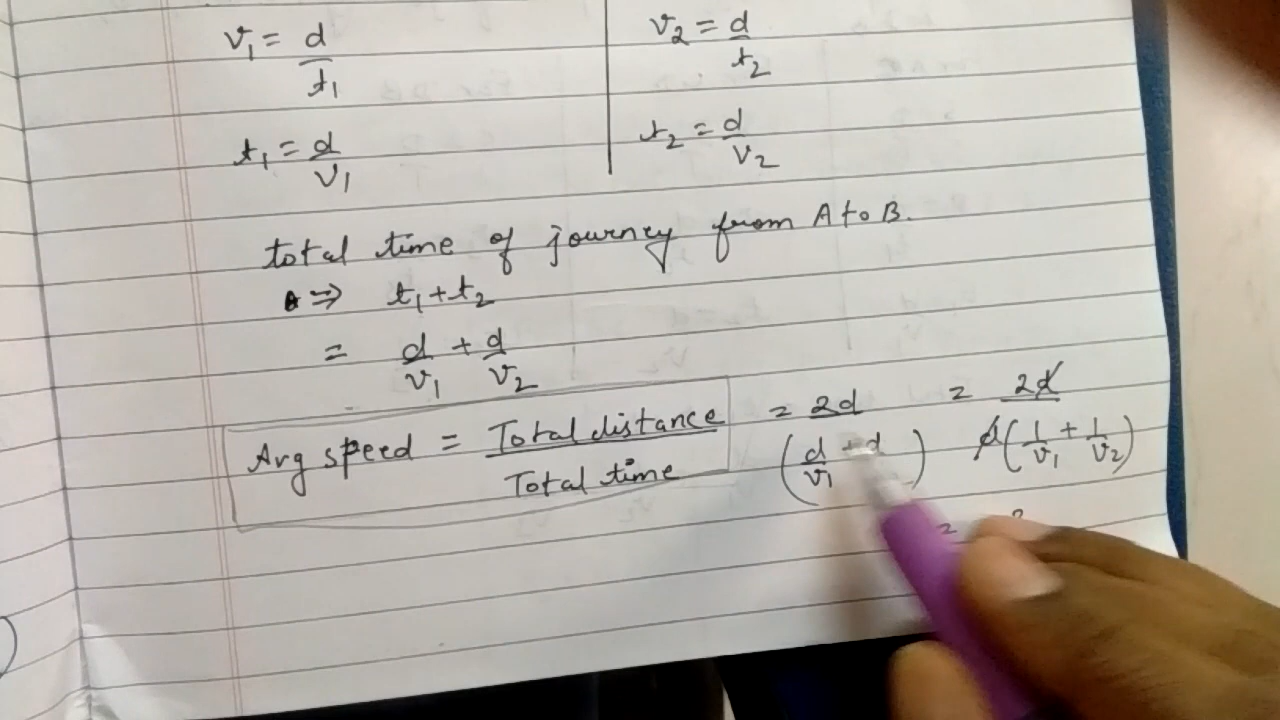 v₁ = d/t₁
v₂ = d/t₂
t₁ = d/v₁
t₂ = d/v₂
total time of journey from A to B.
⇒ t₁ + t₂
= d/v₁ + d/v₂
Avg speed = Total distance/Total time = 2d/(d/v₁ + d) = 2d/d(1/v₁ + 1/v₂)
=